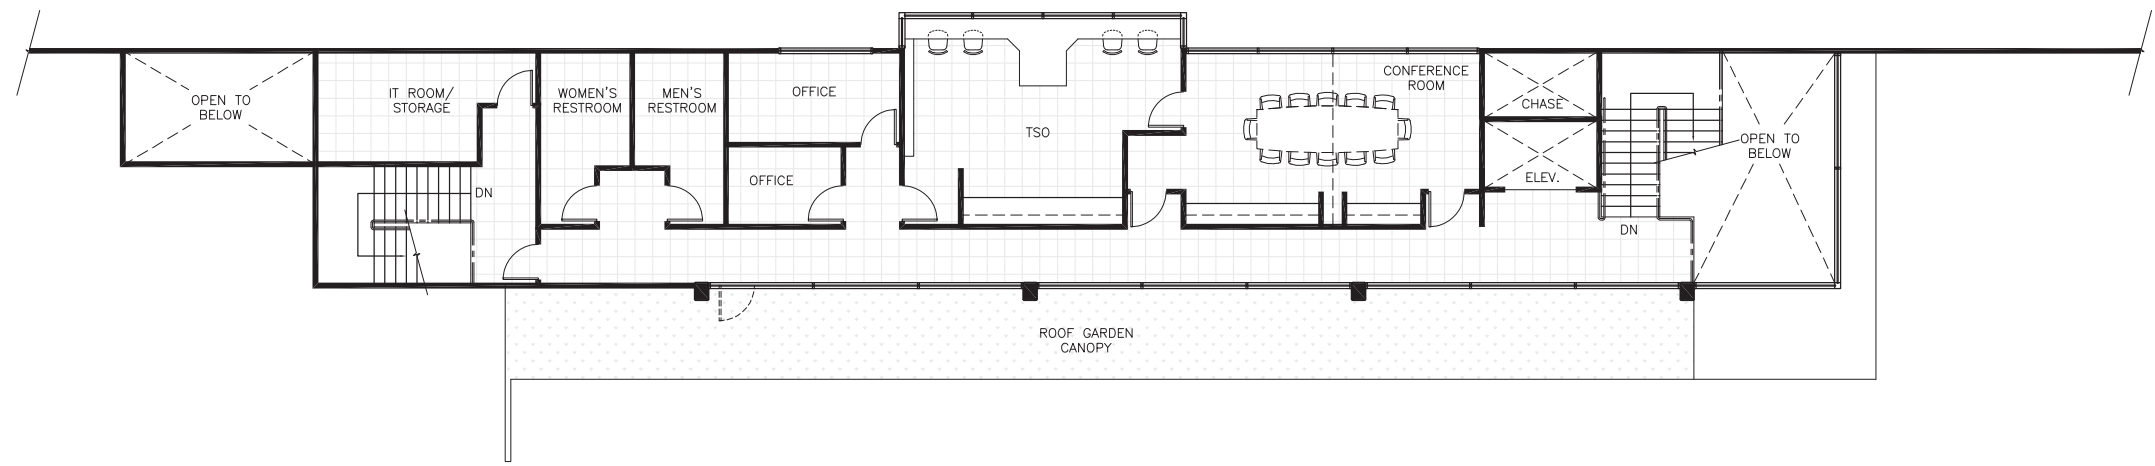 OPEN TO
BELOW
IT ROOM/
STORAGE
WOMEN'S
RESTROOM
MEN'S
RESTROOM
OFFICE
OFFICE
DN
TSO
CONFERENCE
ROOM
CHASE
ELEV.
OPEN TO
BELOW
DN
ROOF GARDEN
CANOPY